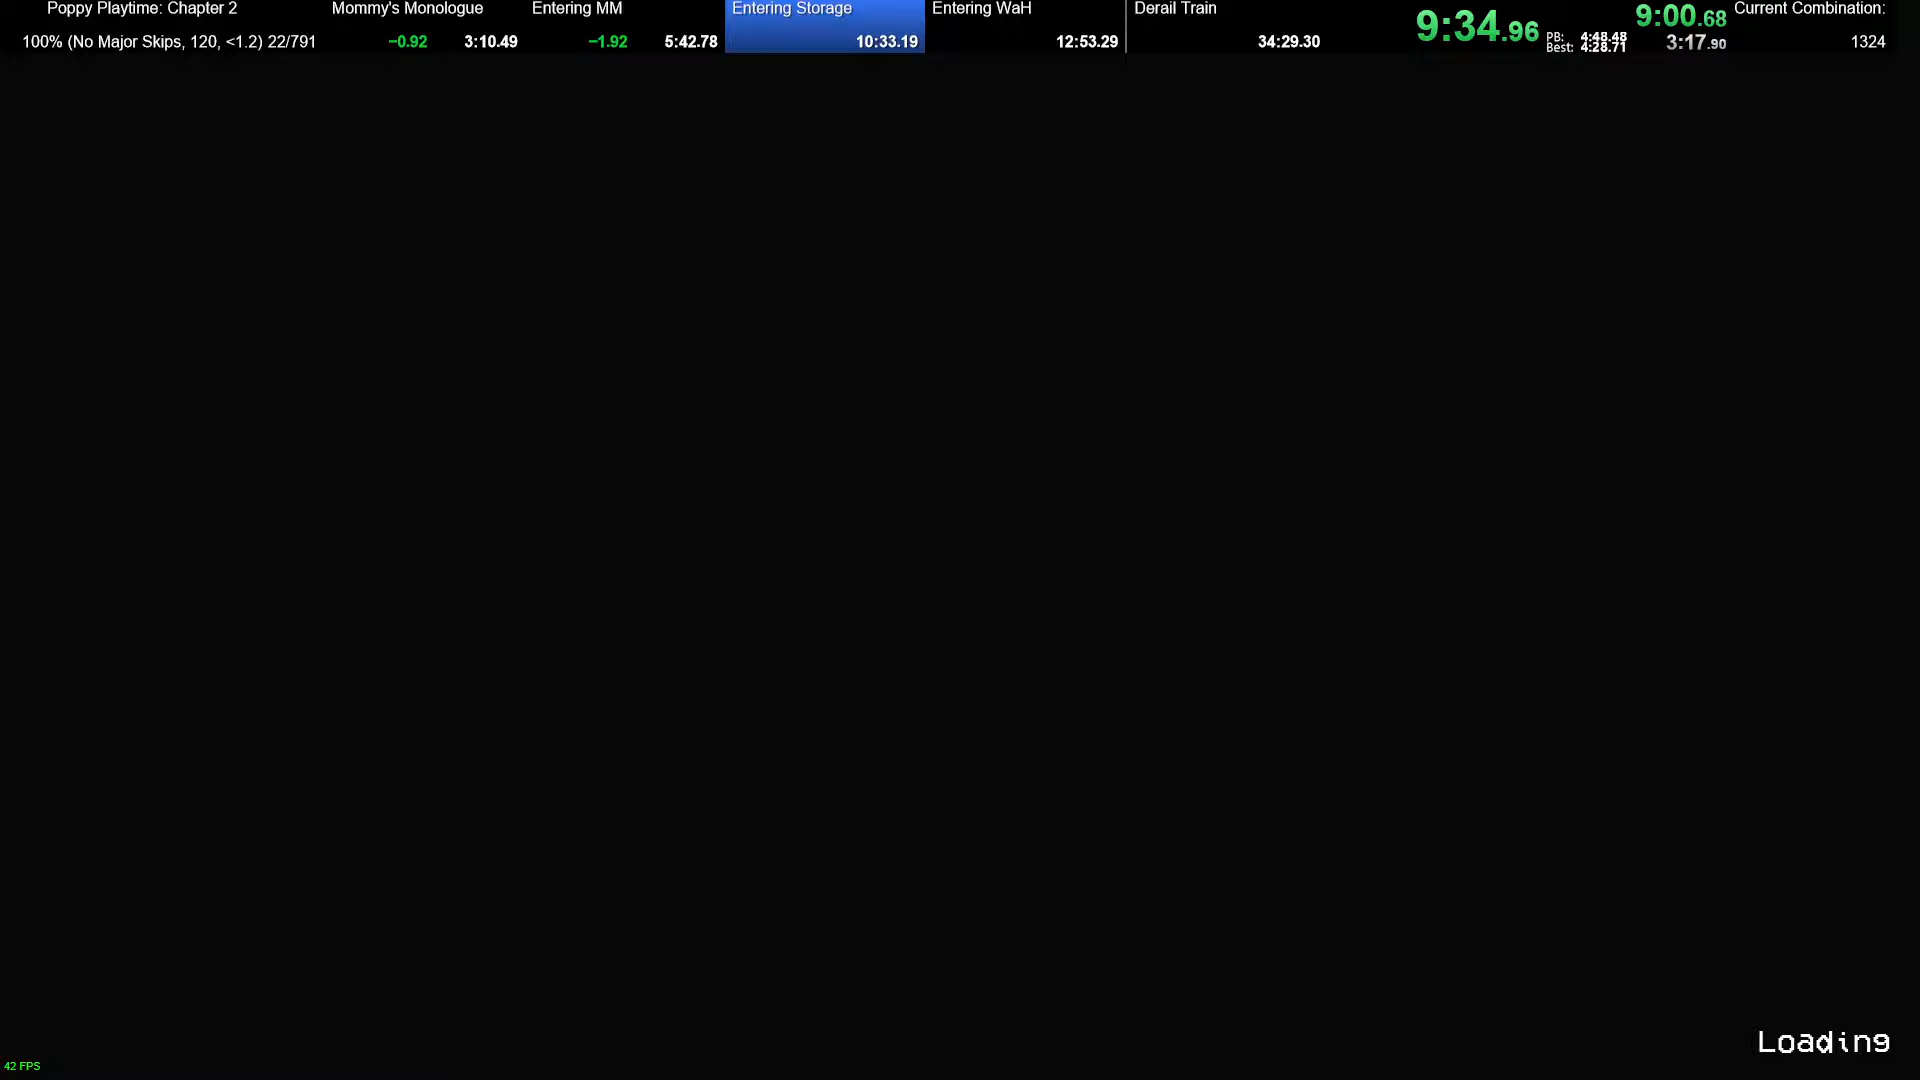 Poppy Playtime: Chapter 2
100% (No Major Skips, 120, <1.2) 22/791
Mommy's Monologue
−0.92 3:10.49
Entering MM
−1.92 5:42.78
Entering Storage
10:33.19
Entering WaH
12:53.29
Derail Train
34:29.30
9:34.96
PB: 4:48.48
Best: 4:28.71
9:00.68
3:17.90
Current Combination:
1324
Loading
42 FPS